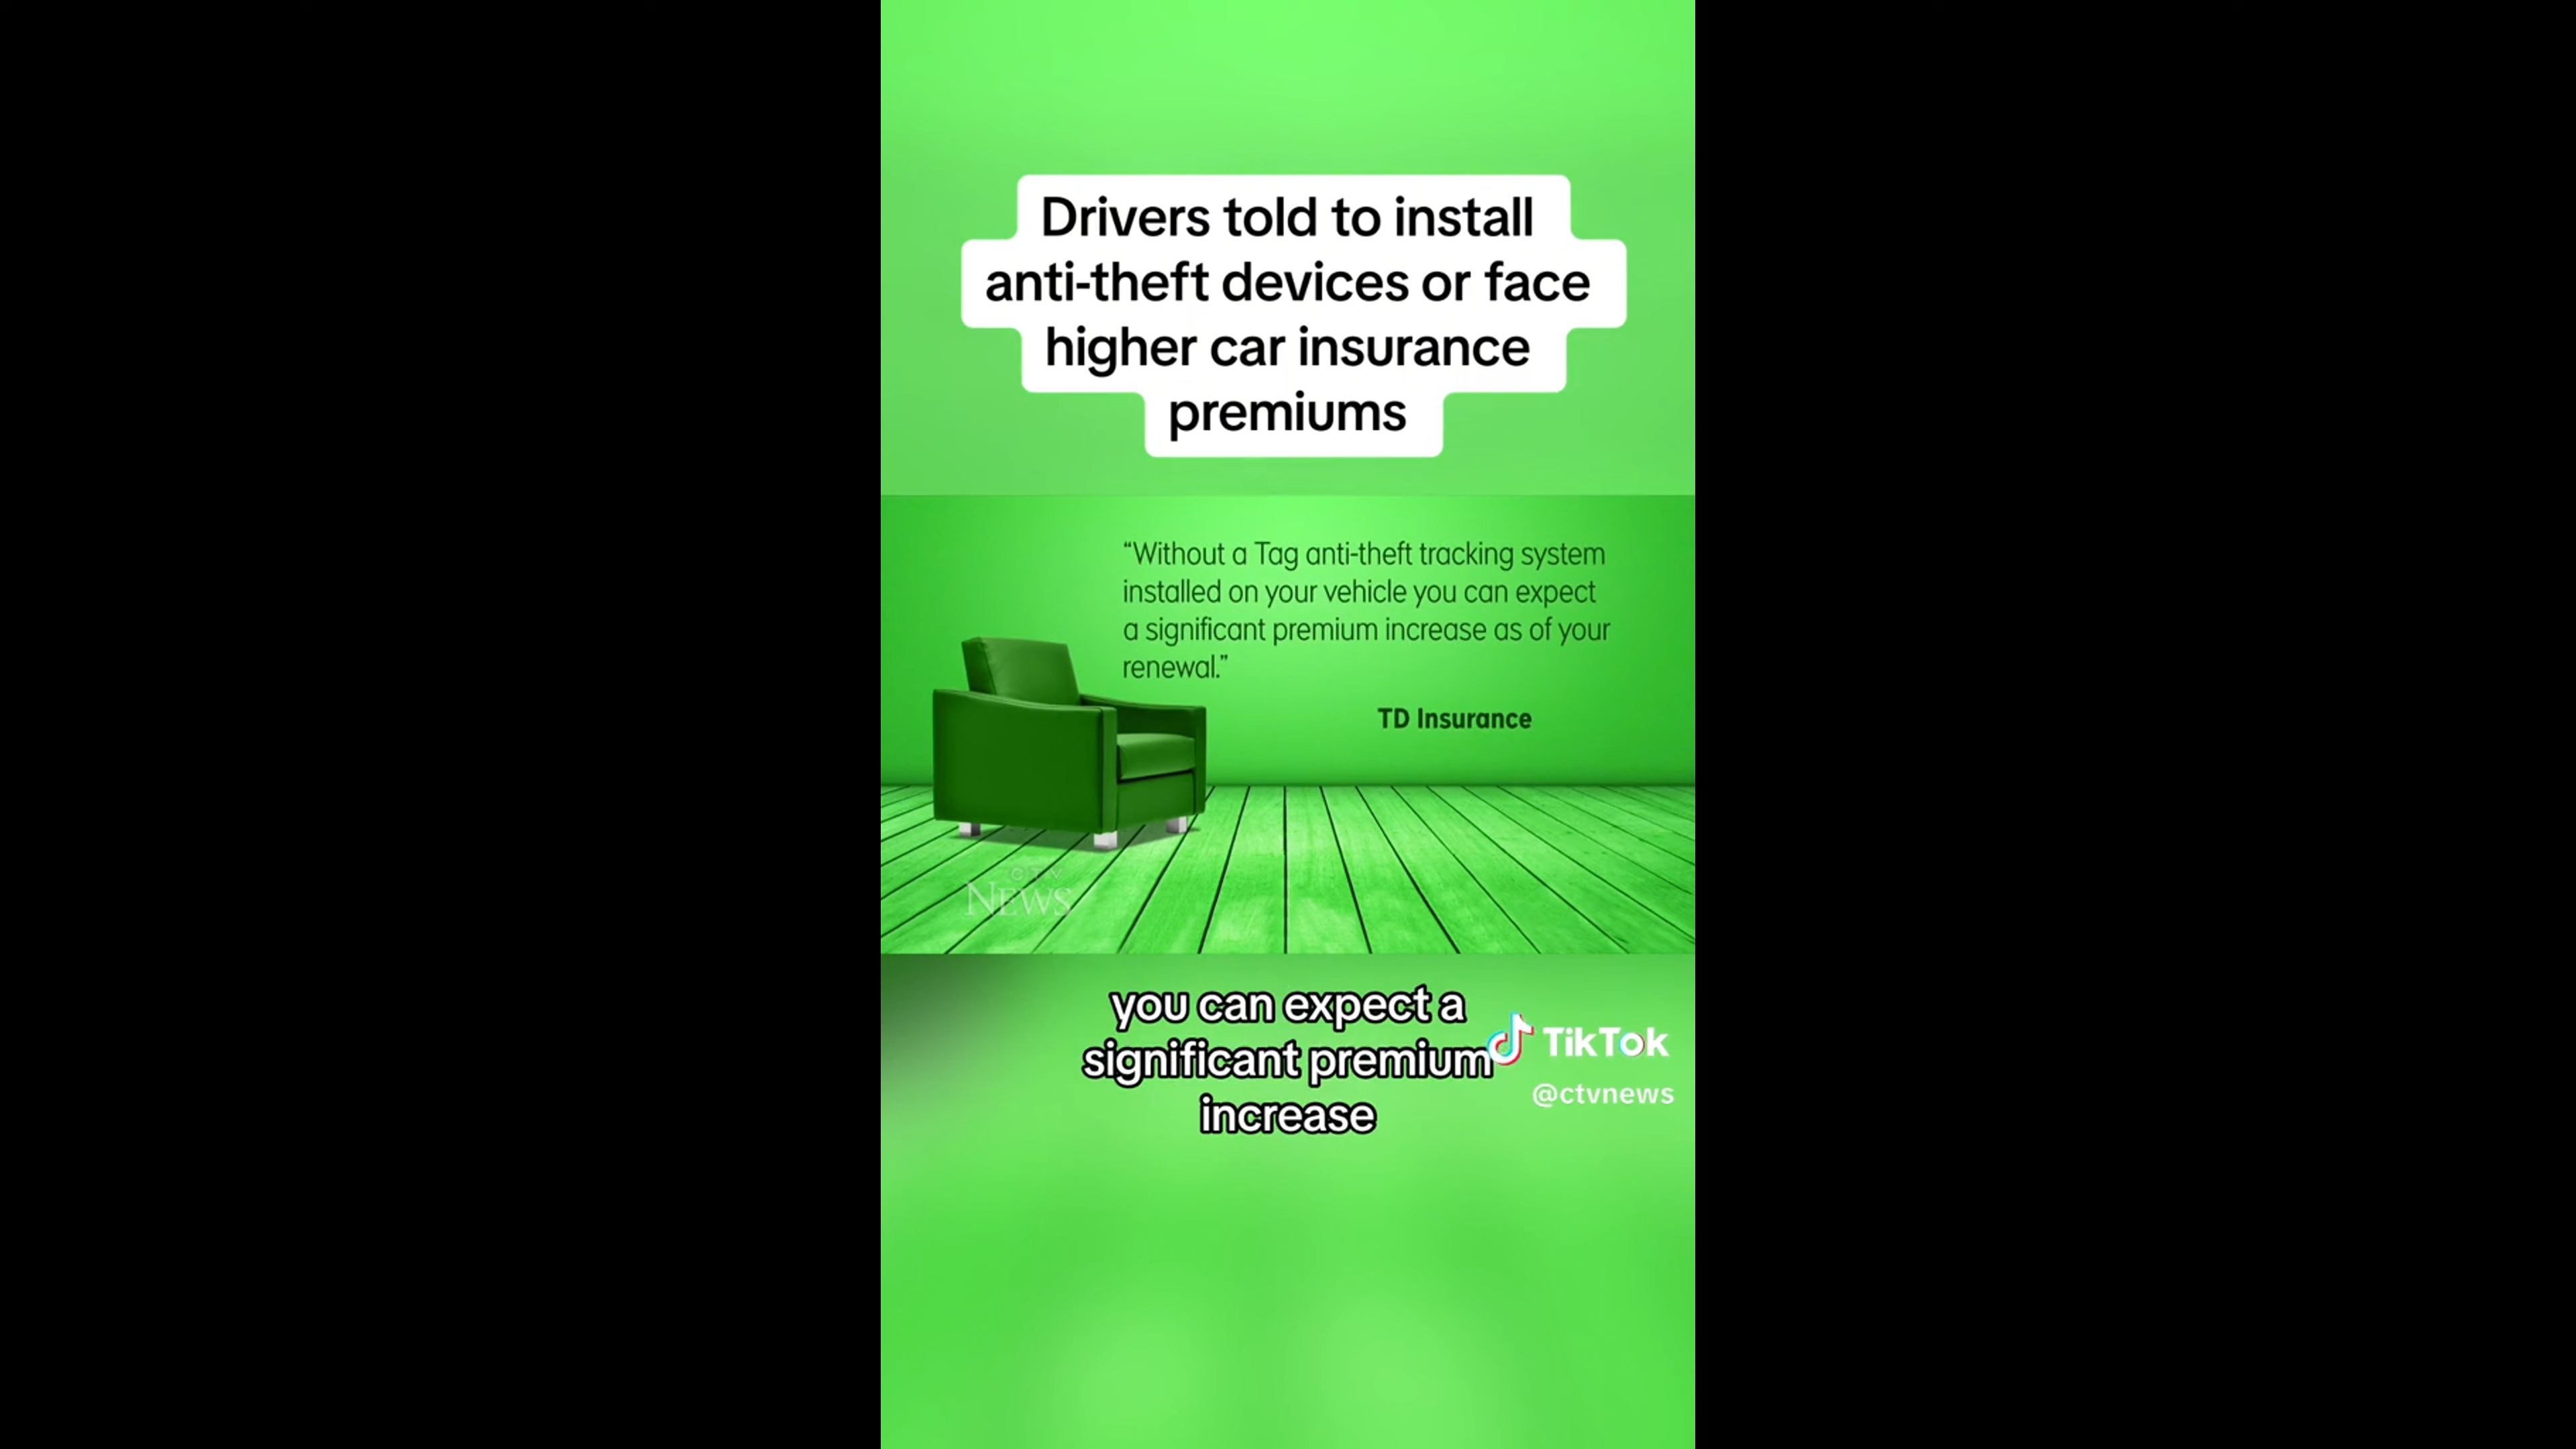 Drivers told to install
anti-theft devices or face
higher car insurance
premiums
“Without a Tag anti-theft tracking system
installed on your vehicle you can expect
a significant premium increase as of your
renewal.”
TD Insurance
CTV
NEWS
you can expect a
significant premium
increase
TikTok
@ctvnews